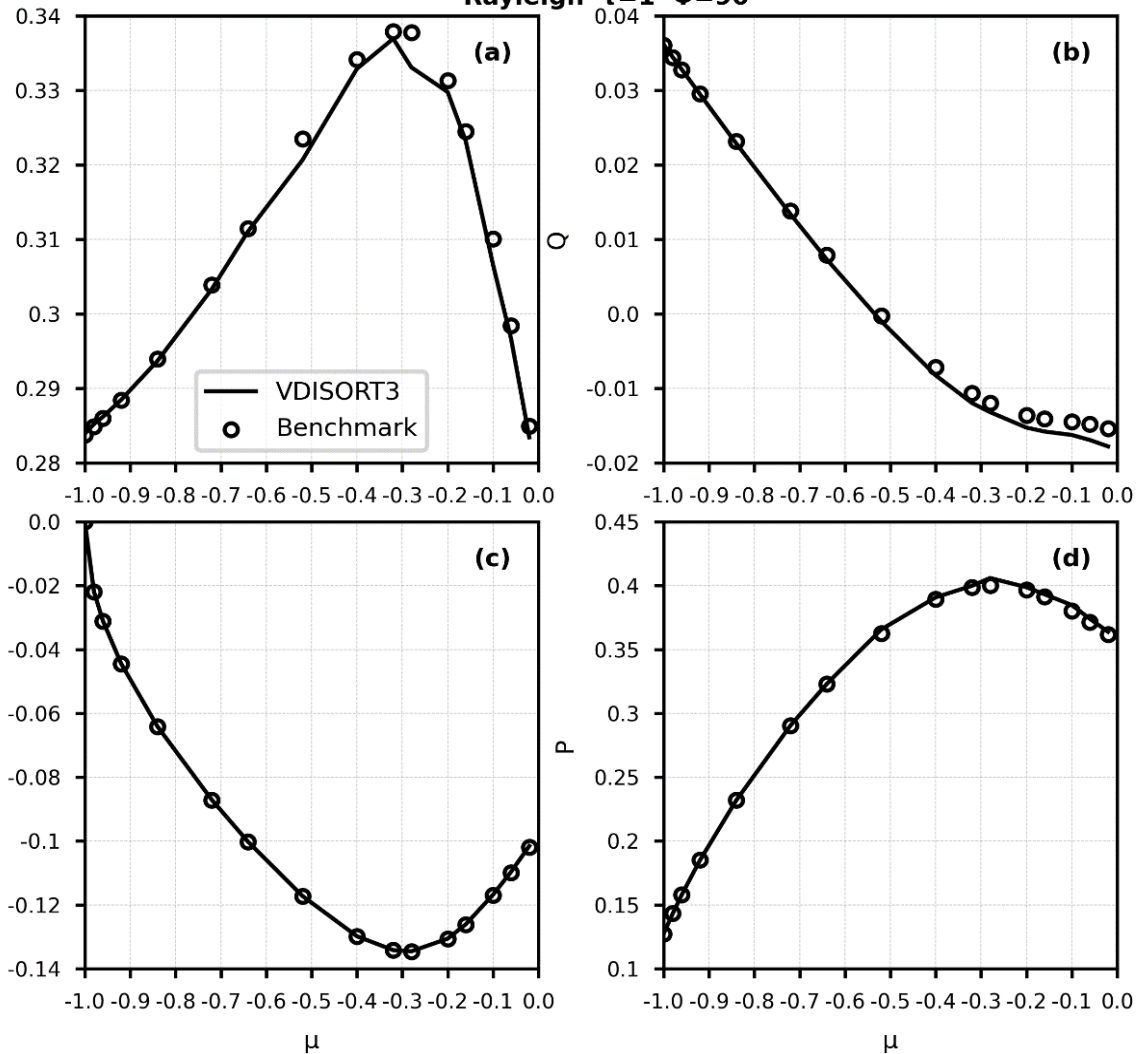 Rayleigh τ=1 Φ=90
0.34
0.33
0.32
0.31
0.3
0.29
0.28
(a)
VDISORT3
Benchmark
-1.0 -0.9 -0.8 -0.7 -0.6 -0.5 -0.4 -0.3 -0.2 -0.1 0.0
Q
0.04
0.03
0.02
0.01
0.0
-0.01
-0.02
(b)
-1.0 -0.9 -0.8 -0.7 -0.6 -0.5 -0.4 -0.3 -0.2 -0.1 0.0
0.0
-0.02
-0.04
-0.06
-0.08
-0.1
-0.12
-0.14
(c)
-1.0 -0.9 -0.8 -0.7 -0.6 -0.5 -0.4 -0.3 -0.2 -0.1 0.0
μ
P
0.45
0.4
0.35
0.3
0.25
0.2
0.15
0.1
(d)
-1.0 -0.9 -0.8 -0.7 -0.6 -0.5 -0.4 -0.3 -0.2 -0.1 0.0
μ